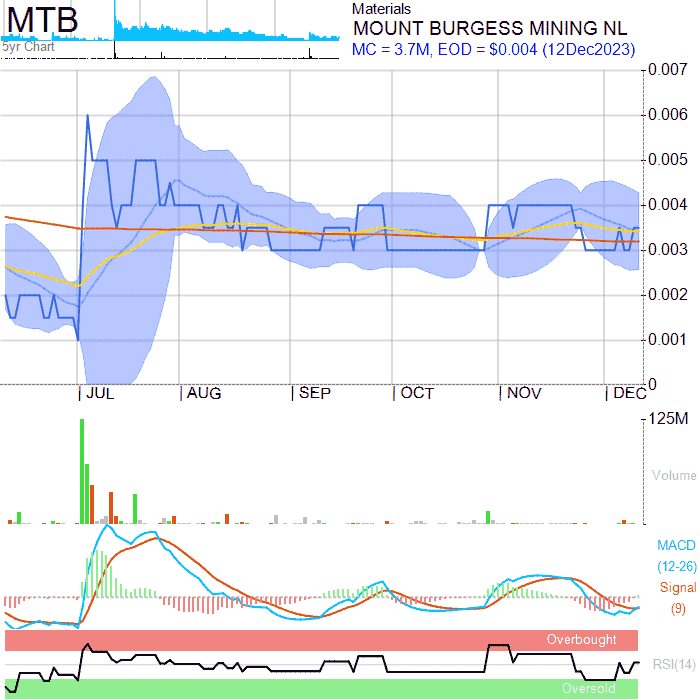 MTB
5yr Chart
Materials
MOUNT BURGESS MINING NL
MC = 3.7M, EOD = $0.004 (12Dec2023)
0.007
0.006
0.005
0.004
0.003
0.002
0.001
0
JUL
AUG
SEP
OCT
NOV
DEC
125M
Volume
MACD
(12-26)
Signal
(9)
Overbought
RSI(14)
Oversold